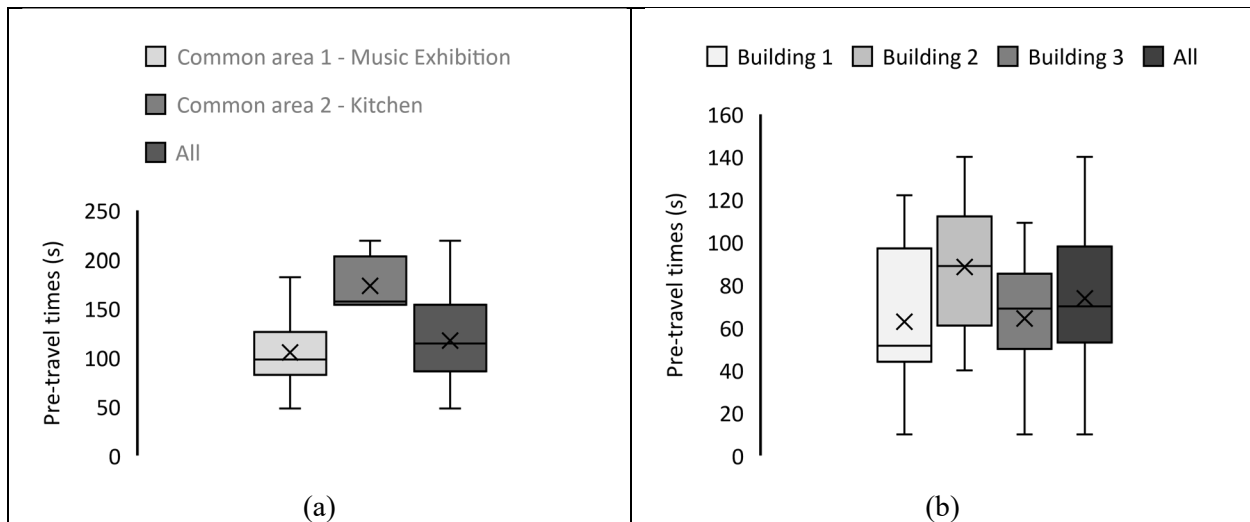 Common area 1 - Music Exhibition
Common area 2 - Kitchen
All
Pre-travel times (s)
250
200
150
100
50
0
(a)
Building 1 Building 2 Building 3 All
Pre-travel times (s)
160
140
120
100
80
60
40
20
0
(b)